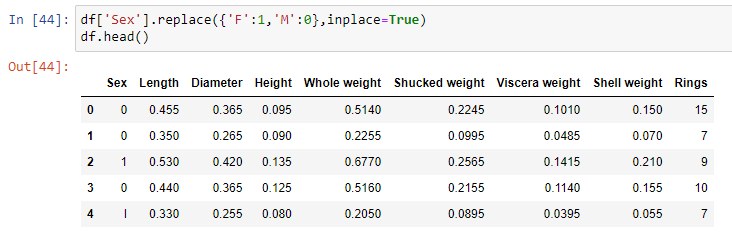 In [44]: df['Sex'].replace({'F':1,'M':0},inplace=True)
df.head()
Out[44]:
Sex Length Diameter Height Whole weight Shucked weight Viscera weight Shell weight Rings
0 0 0.455 0.365 0.095 0.5140 0.2245 0.1010 0.150 15
1 0 0.350 0.265 0.090 0.2255 0.0995 0.0485 0.070 7
2 1 0.530 0.420 0.135 0.6770 0.2565 0.1415 0.210 9
3 0 0.440 0.365 0.125 0.5160 0.2155 0.1140 0.155 10
4 I 0.330 0.255 0.080 0.2050 0.0895 0.0395 0.055 7